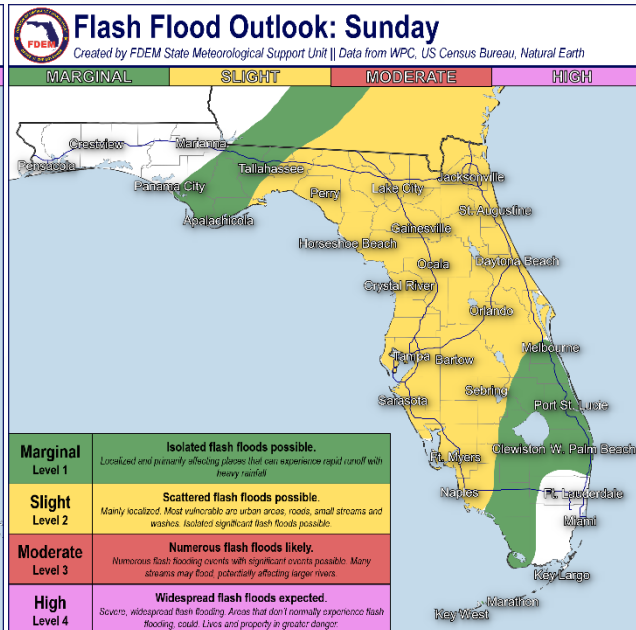 Flash Flood Outlook: Sunday
FDEM
Created by FDEM State Meteorological Support Unit || Data from WPC, US Census Bureau, Natural Earth
MARGINAL SLIGHT MODERATE HIGH
Crestview
Marianna
Pensacola
Tallahassee
Panama City
Jacksonville
Perry
Lake City
Apalachicola
St. Augustine
Gainesville
Horseshoe Beach
Ocala
Daytona Beach
Crystal River
Orlando
Melbourne
Tampa
Bartow
Sebring
Sarasota
Port St. Lucie
Clewiston
W. Palm Beach
Ft. Myers
Naples
Ft. Lauderdale
Miami
Key Largo
Marathon
Key West
Marginal
Level 1
Isolated flash floods possible.
Localized and primarily affecting places that can experience rapid runoff with
heavy rainfall
Slight
Level 2
Scattered flash floods possible.
Mainly localized. Most vulnerable are urban areas, roads, small streams and
washes. Isolated significant flash floods possible.
Moderate
Level 3
Numerous flash floods likely.
Numerous flash flooding events with significant events possible. Many
streams may flood, potentially affecting larger rivers.
High
Level 4
Widespread flash floods expected.
Severe, widespread flash flooding. Areas that don't normally experience flash
flooding, could. Lives and property in greater danger.